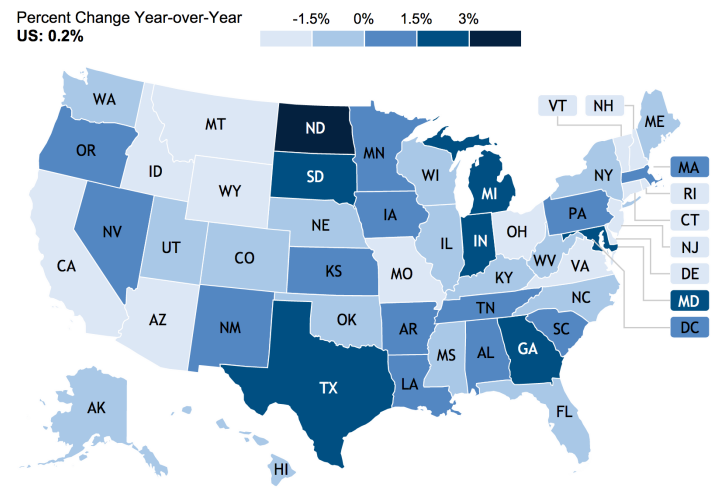 Percent Change Year-over-Year
US: 0.2%
-1.5% 0% 1.5% 3%
WA
MT
ND
MN
OR
ID
SD
WI
MI
NY
ME
VT NH
MA
RI
CT
NJ
DE
MD
DC
WY
NE
IA
PA
NV
UT
CO
IL
IN
OH
WV
VA
CA
KS
MO
KY
NC
AZ
NM
OK
AR
TN
SC
MS
AL
GA
TX
LA
FL
AK
HI